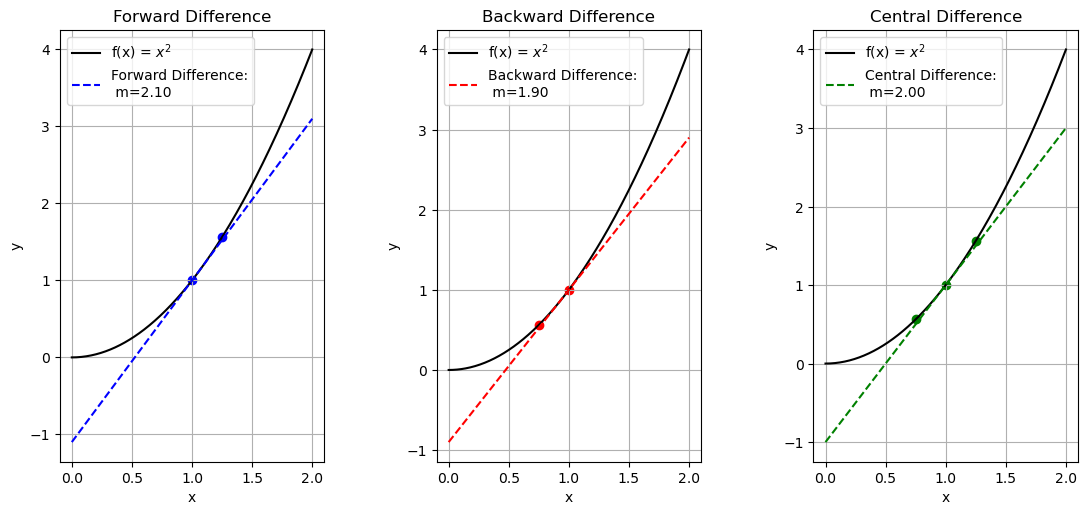 Forward Difference
f(x) = x²
Forward Difference:
m=2.10
4
3
2
1
0
−1
y
0.0 0.5 1.0 1.5 2.0
x
Backward Difference
f(x) = x²
Backward Difference:
m=1.90
4
3
2
1
0
−1
y
0.0 0.5 1.0 1.5 2.0
x
Central Difference
f(x) = x²
Central Difference:
m=2.00
4
3
2
1
0
−1
y
0.0 0.5 1.0 1.5 2.0
x